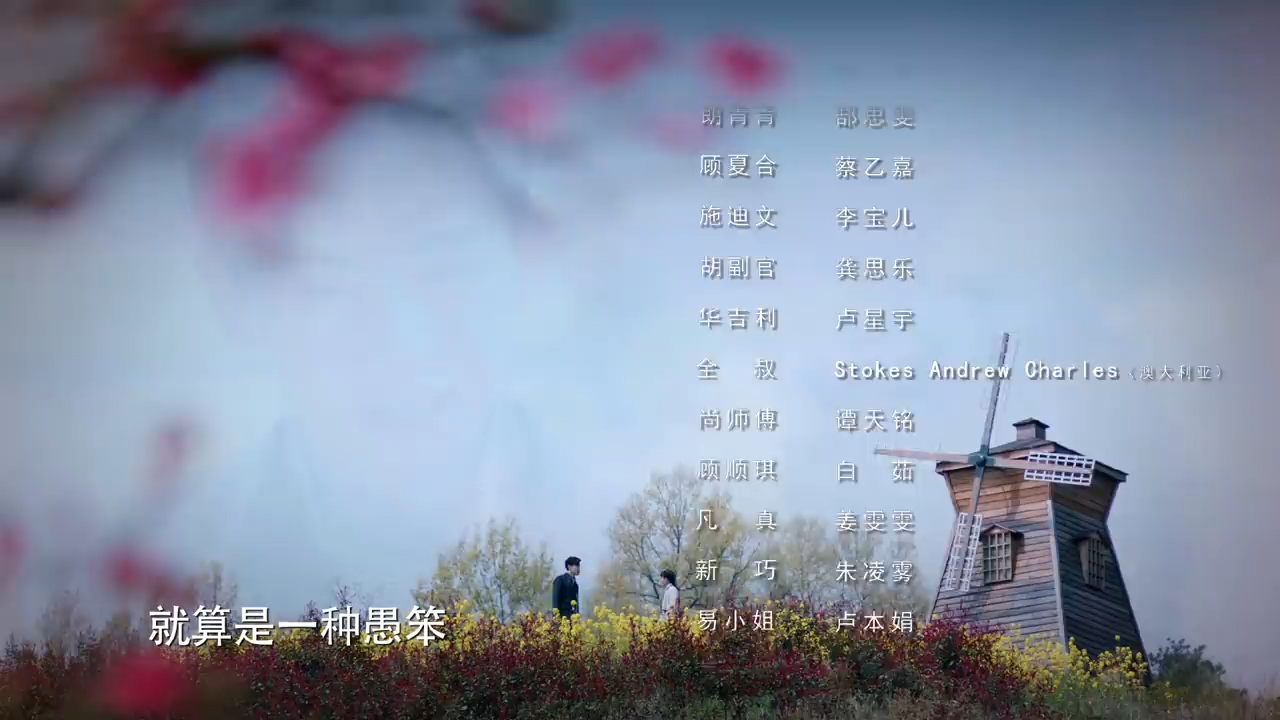 朗青青 郜思雯
顾夏合 蔡乙嘉
施迪文 李宝儿
胡副官 龚思乐
华吉利 卢星宇
全叔 Stokes Andrew Charles（澳大利亚）
尚师傅 谭天铭
顾顺琪 白茹
凡真 姜雯雯
新巧 朱凌雾
易小姐 卢本娟
就算是一种愚笨